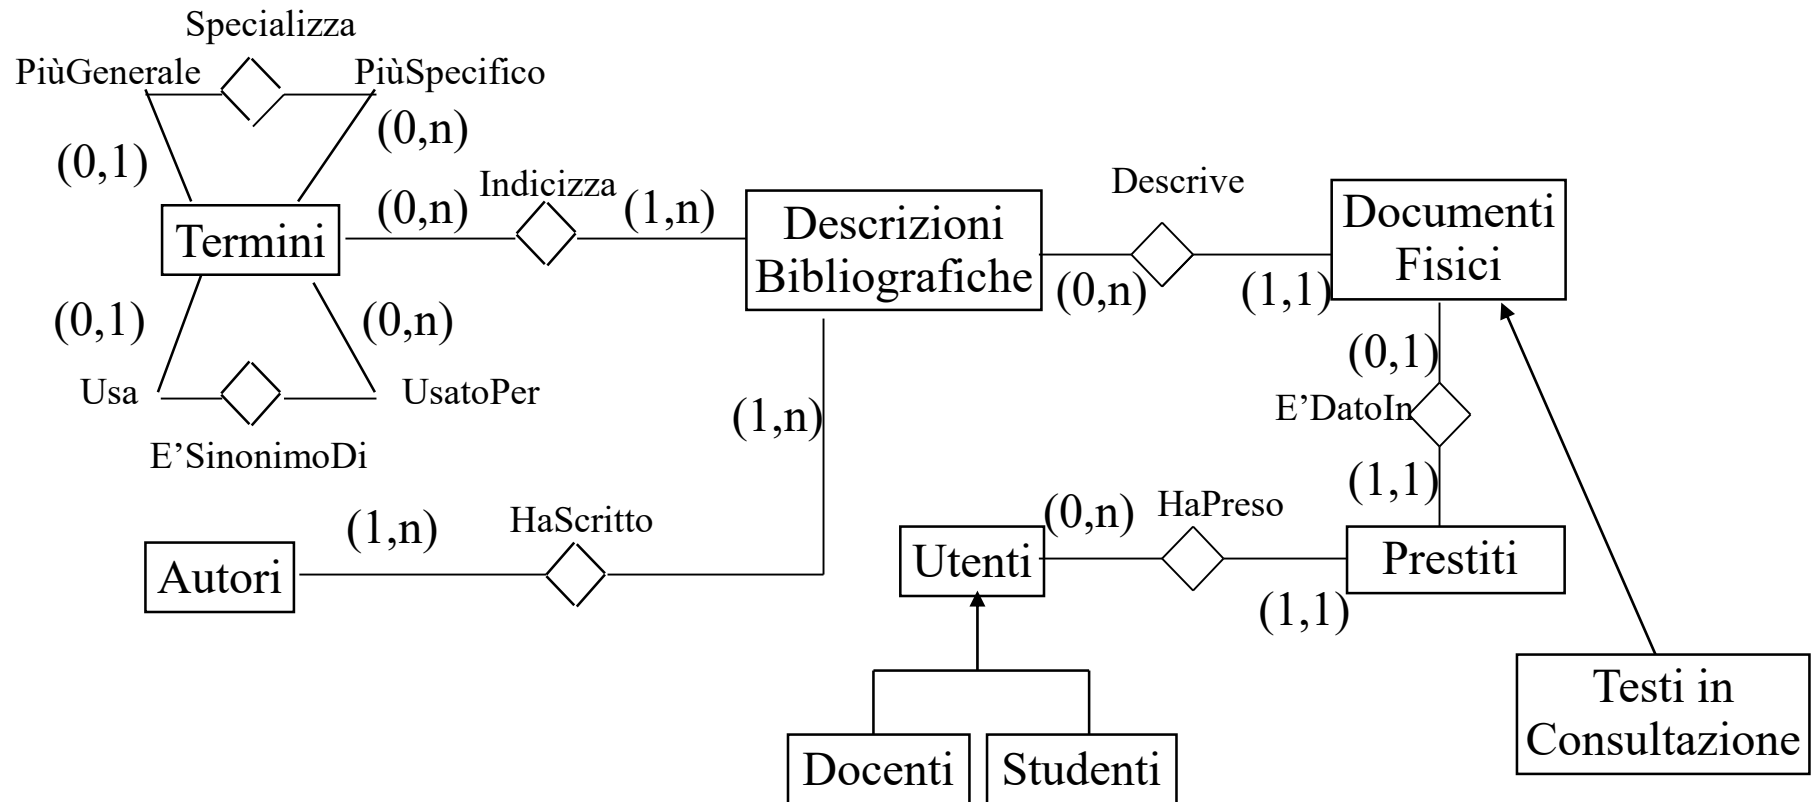 Specializza
PiùGenerale
PiùSpecifico
(0,n)
(0,1)
Indicizza
Descrive
(0,n)
(1,n)
Termini
Descrizioni
Bibliografiche
Documenti
Fisici
(0,n)
(1,1)
(0,1)
(0,n)
(0,1)
Usa
UsatoPer
(1,n)
E'DatoIn
E’SinonimoDi
(1,1)
(1,n)
HaScritto
(0,n)
HaPreso
Autori
Utenti
Prestiti
(1,1)
Testi in
Consultazione
Docenti
Studenti